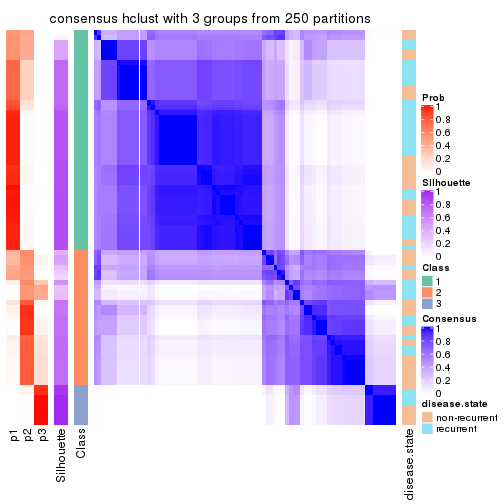 consensus hclust with 3 groups from 250 partitions
Prob
1
0.8
0.6
0.4
0.2
0
Silhouette
1
0.8
0.6
0.4
0.2
0
Class
1
2
3
Consensus
1
0.8
0.6
0.4
0.2
0
disease.state
non-recurrent
recurrent
p1
p2
p3
Silhouette
Class
disease.state